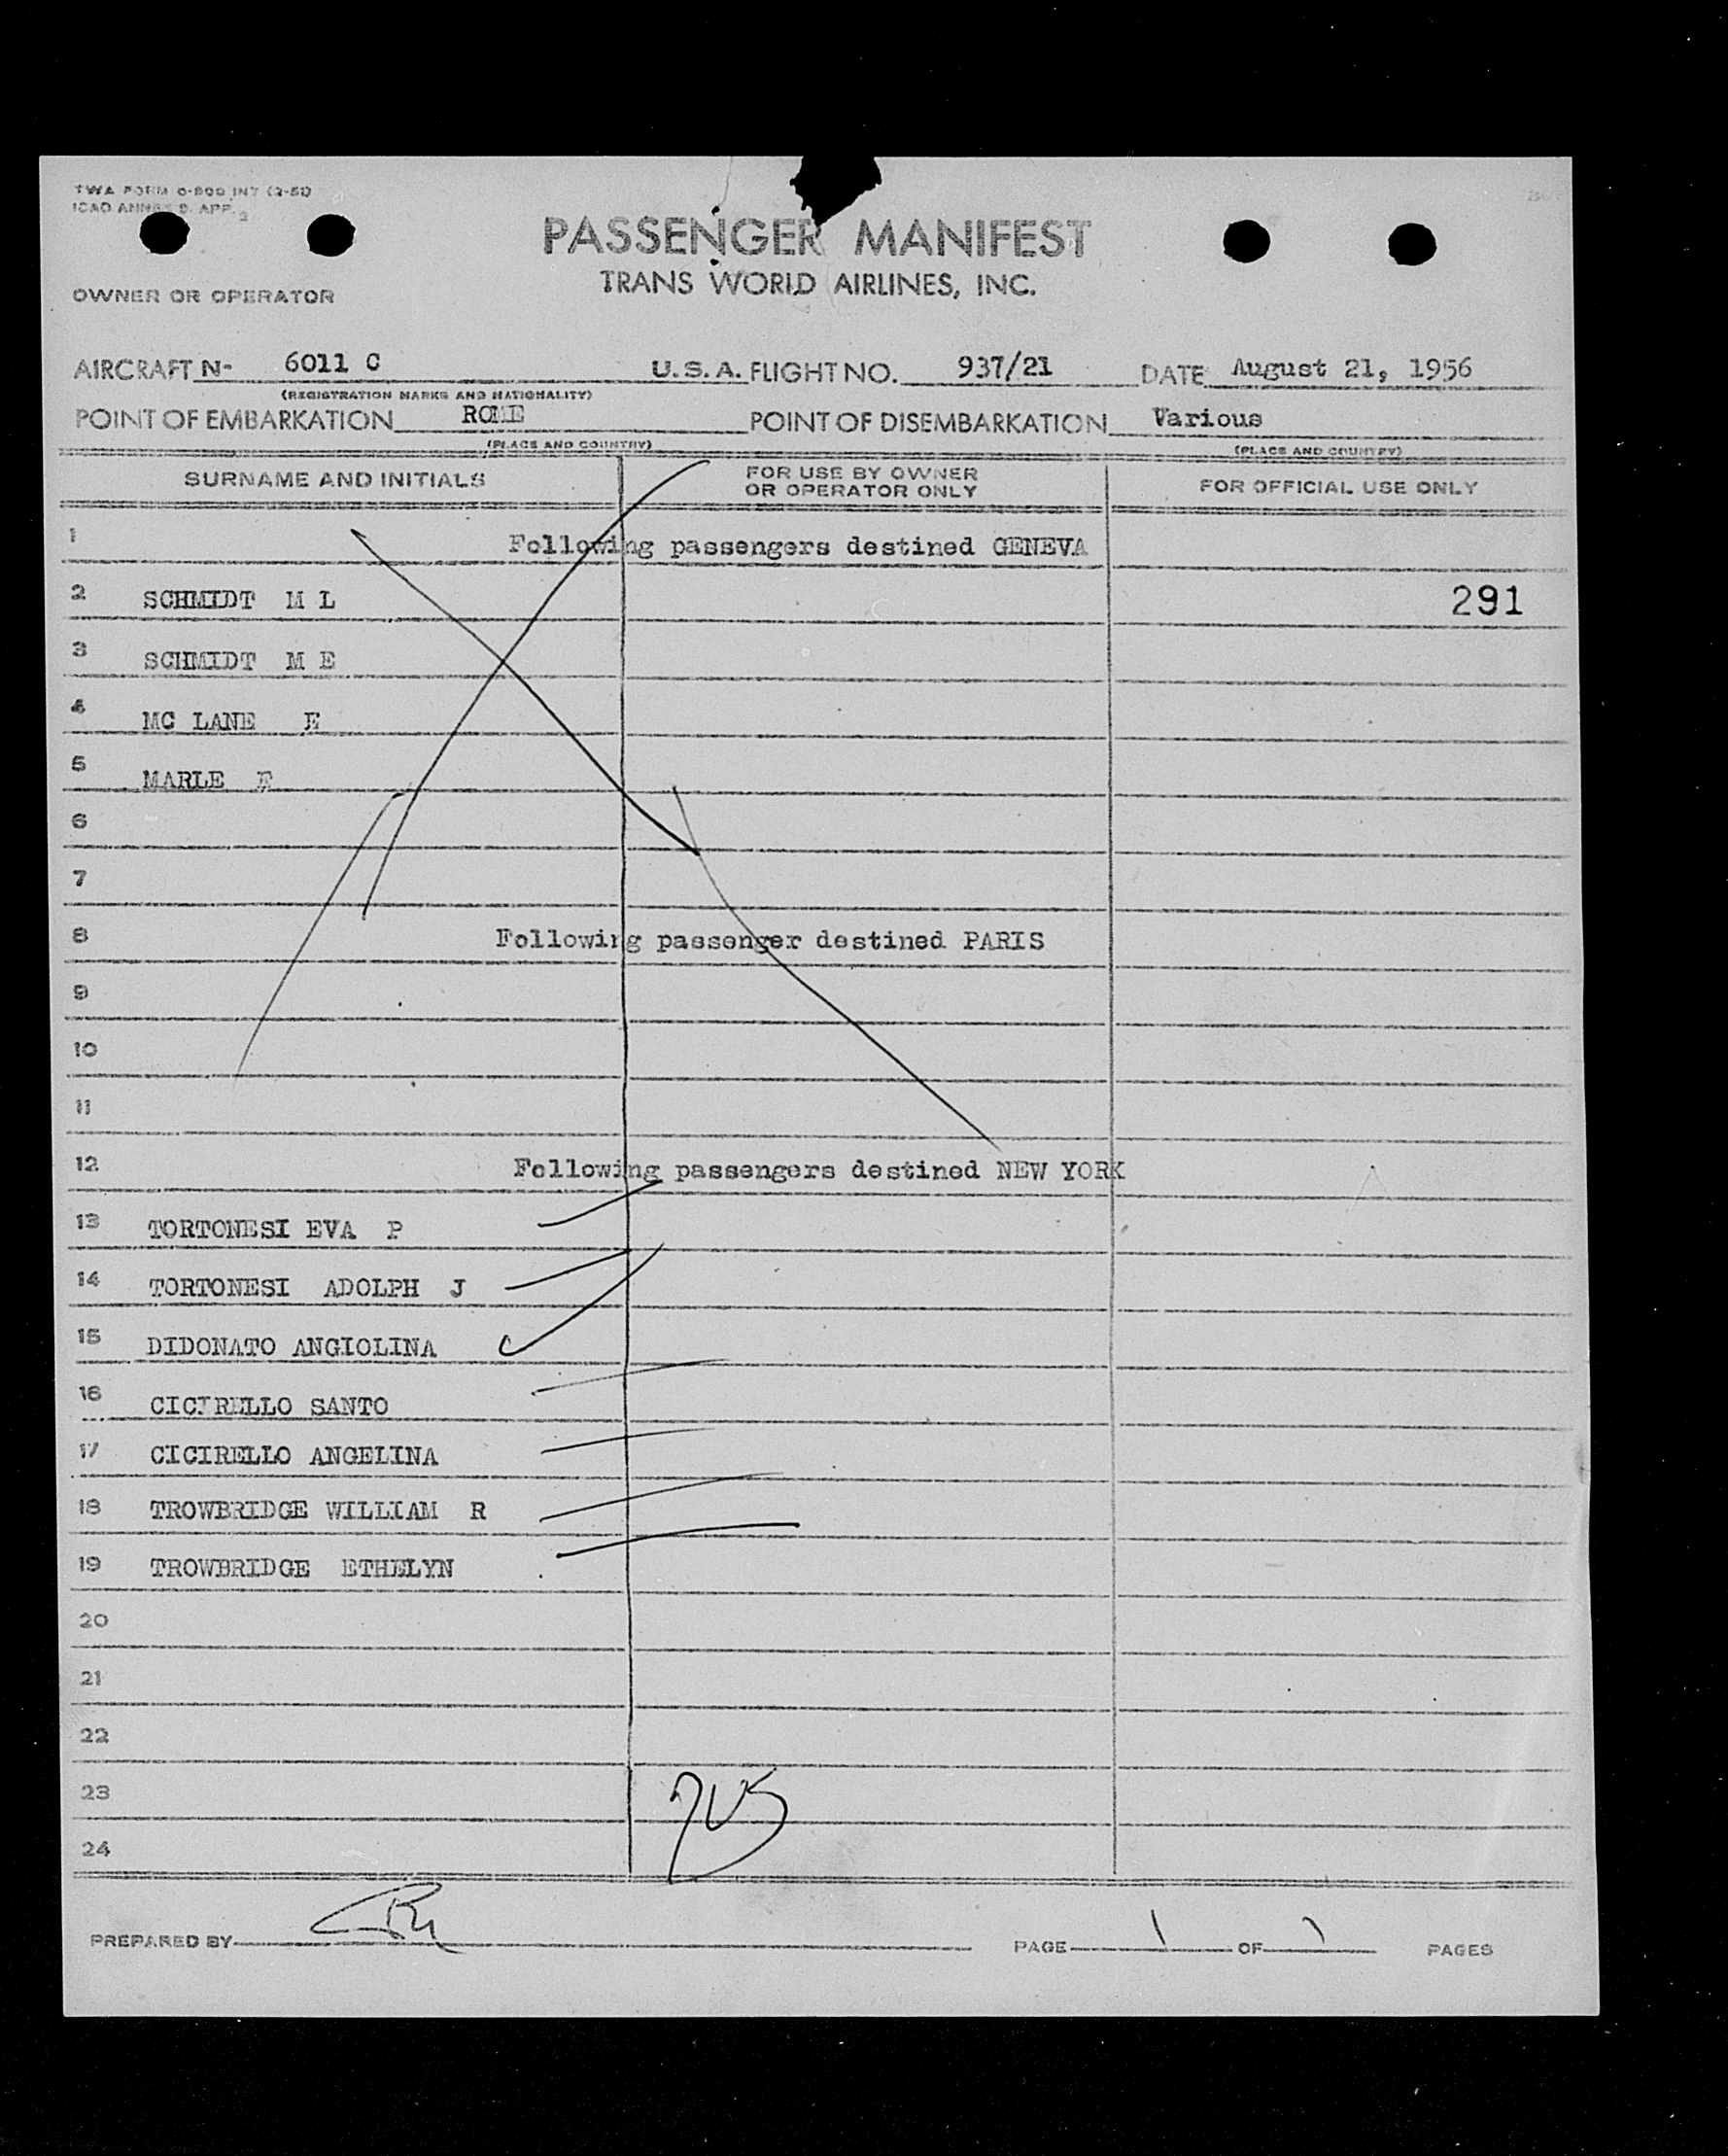 TWA FORM O-800 INT (2-51)
ICAO ANNEX 9, APP. 2
PASSENGER MANIFEST
TRANS WORLD AIRLINES, INC.
OWNER OR OPERATOR
AIRCRAFT N- 6011 C U.S.A. FLIGHT NO. 937/21 DATE August 21, 1956
(REGISTRATION MARKS AND NATIONALITY)
POINT OF EMBARKATION ROME POINT OF DISEMBARKATION Various
(PLACE AND COUNTRY) (PLACE AND COUNTRY)
SURNAME AND INITIALS FOR USE BY OWNER OR OPERATOR ONLY FOR OFFICIAL USE ONLY
1 Following passengers destined GENEVA
2 SCHMIDT M L 291
3 SCHMIDT M E
4 MC LANE E
5 MARLE E
6
7
8 Following passenger destined PARIS
9
10
11
12 Following passengers destined NEW YORK
13 TORTONESI EVA P
14 TORTONESI ADOLPH J
15 DIDONATO ANGIOLINA
16 CICIRELLO SANTO
17 CICIRELLO ANGELINA
18 TROWBRIDGE WILLIAM R
19 TROWBRIDGE ETHELYN
20
21
22
23
24
PREPARED BY PAGE 1 OF 1 PAGES